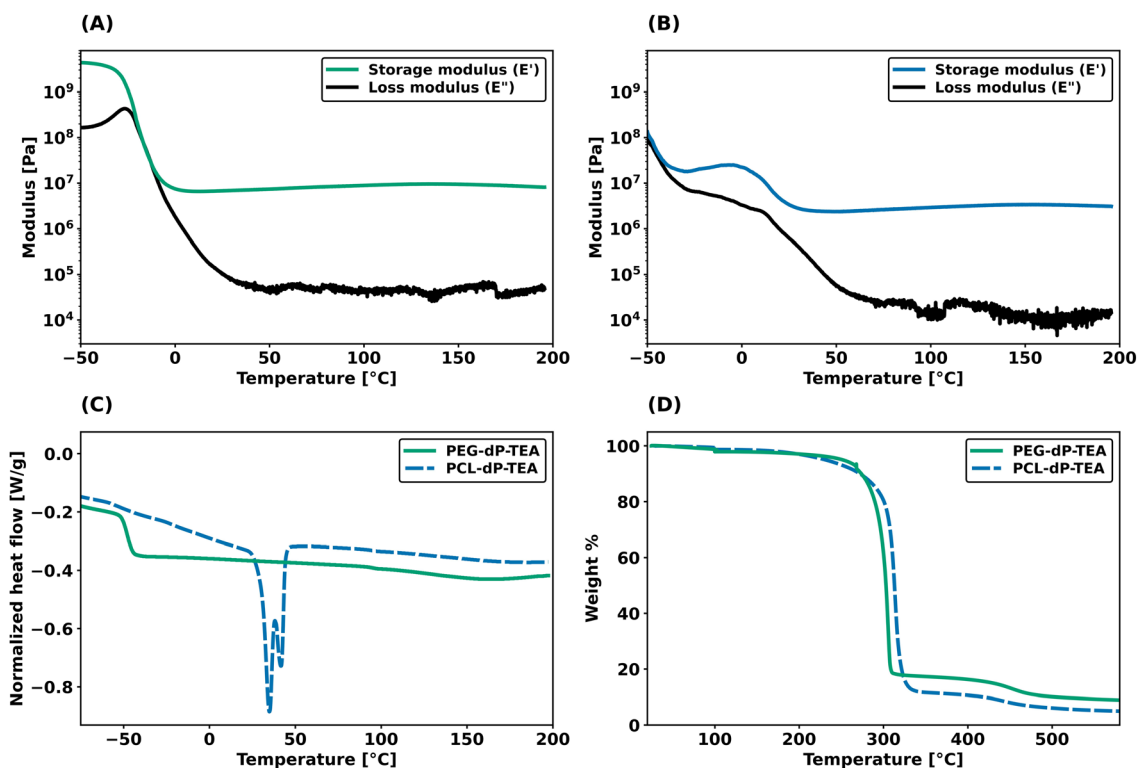 (A)
Modulus [Pa]
10⁹
10⁸
10⁷
10⁶
10⁵
10⁴
Storage modulus (E')
Loss modulus (E")
−50 0 50 100 150 200
Temperature [°C]
(B)
Modulus [Pa]
10⁹
10⁸
10⁷
10⁶
10⁵
10⁴
Storage modulus (E')
Loss modulus (E")
−50 0 50 100 150 200
Temperature [°C]
(C)
Normalized heat flow [W/g]
0.0
−0.2
−0.4
−0.6
−0.8
PEG-dP-TEA
PCL-dP-TEA
−50 0 50 100 150 200
Temperature [°C]
(D)
Weight %
100
80
60
40
20
0
PEG-dP-TEA
PCL-dP-TEA
100 200 300 400 500
Temperature [°C]